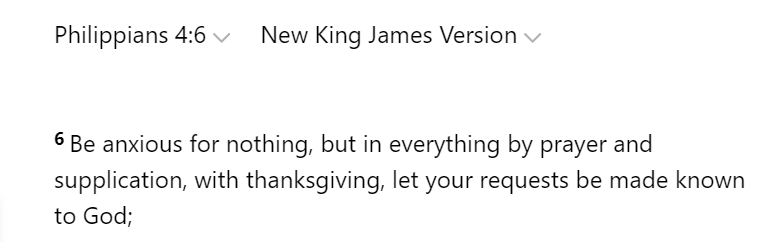 Philippians 4:6 New King James Version
6 Be anxious for nothing, but in everything by prayer and
supplication, with thanksgiving, let your requests be made known
to God;